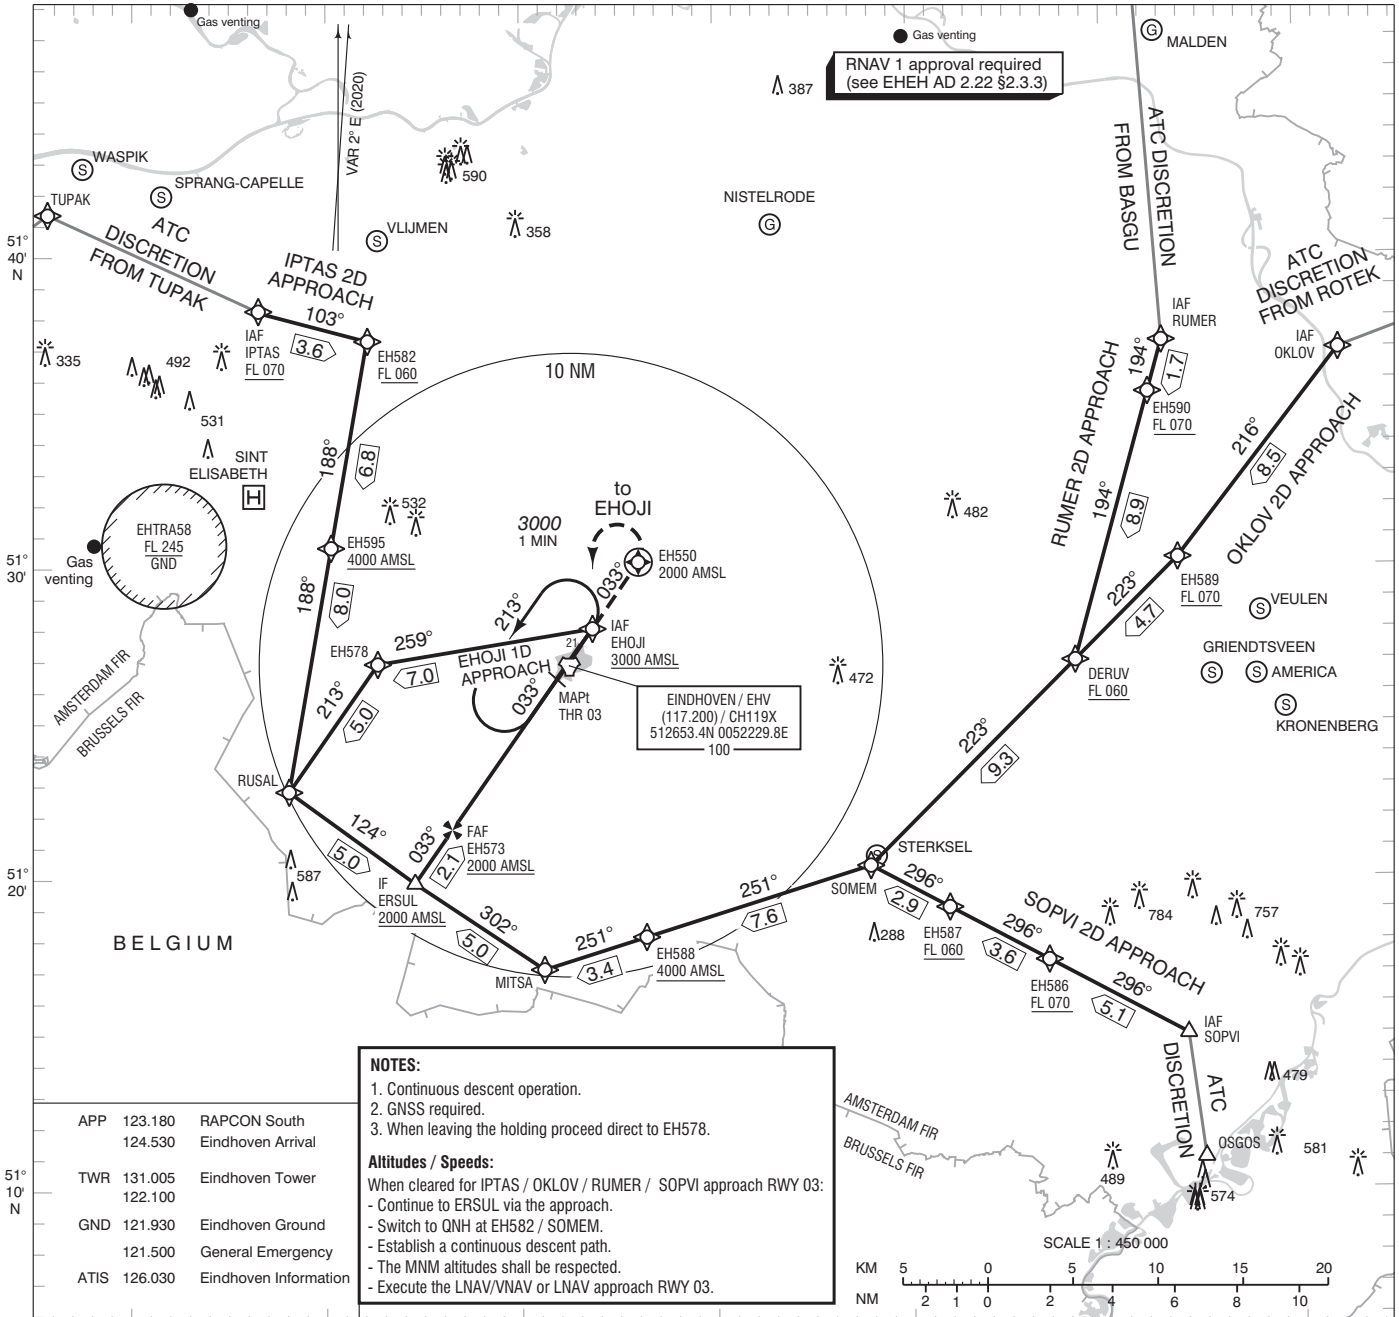 Gas venting
Gas venting
G
MALDEN
RNAV 1 approval required
(see EHEH AD 2.22 §2.3.3)
387
VAR 2° E (2020)
ATC DISCRETION
FROM BASGU
S
WASPIK
S
SPRANG-CAPELLE
590
TUPAK
NISTELRODE
G
S
VLIJMEN
358
51°
40'
N
ATC
DISCRETION
FROM TUPAK
IPTAS 2D
APPROACH
103°
3.6
ATC
DISCRETION
FROM ROTEK
IAF
RUMER
IAF
OKLOV
IAF
IPTAS
FL 070
EH582
FL 060
335
492
531
10 NM
194°
1.7
EH590
FL 070
RUMER 2D APPROACH
216°
8.5
OKLOV 2D APPROACH
SINT
ELISABETH
H
188°
6.8
532
to
EHOJI
3000
1 MIN
482
194°
8.9
EHTRA58
FL 245
GND
Gas
venting
EH595
4000 AMSL
EH550
2000 AMSL
51°
30'
EH589
FL 070
223°
4.7
188°
8.0
213°
033°
S
VEULEN
GRIENDTSVEEN
S
S
AMERICA
S
KRONENBERG
EH578
259°
7.0
EHOJI 1D
APPROACH
21
IAF
EHOJI
3000 AMSL
DERUV
FL 060
AMSTERDAM FIR
BRUSSELS FIR
213°
5.0
033°
MAPt
THR 03
EINDHOVEN / EHV
(117.200) / CH119X
512653.4N 0052229.8E
100
472
223°
9.3
RUSAL
124°
5.0
033°
2.1
FAF
EH573
2000 AMSL
S
STERKSEL
SOMEM
587
51°
20'
IF
ERSUL
2000 AMSL
251°
7.6
296°
2.9
SOPVI 2D APPROACH
784
757
BELGIUM
302°
5.0
251°
3.4
EH588
4000 AMSL
288
EH587
FL 060
296°
3.6
MITSA
EH586
FL 070
296°
5.1
IAF
SOPVI
ATC
DISCRETION
479
OSGOS
581
489
574
AMSTERDAM FIR
BRUSSELS FIR
51°
10'
N
APP 123.180 RAPCON South
124.530 Eindhoven Arrival
TWR 131.005 Eindhoven Tower
122.100
GND 121.930 Eindhoven Ground
121.500 General Emergency
ATIS 126.030 Eindhoven Information
NOTES:
1. Continuous descent operation.
2. GNSS required.
3. When leaving the holding proceed direct to EH578.
Altitudes / Speeds:
When cleared for IPTAS / OKLOV / RUMER / SOPVI approach RWY 03:
- Continue to ERSUL via the approach.
- Switch to QNH at EH582 / SOMEM.
- Establish a continuous descent path.
- The MNM altitudes shall be respected.
- Execute the LNAV/VNAV or LNAV approach RWY 03.
SCALE 1 : 450 000
KM 5 0 5 10 15 20
NM 2 1 0 2 4 6 8 10